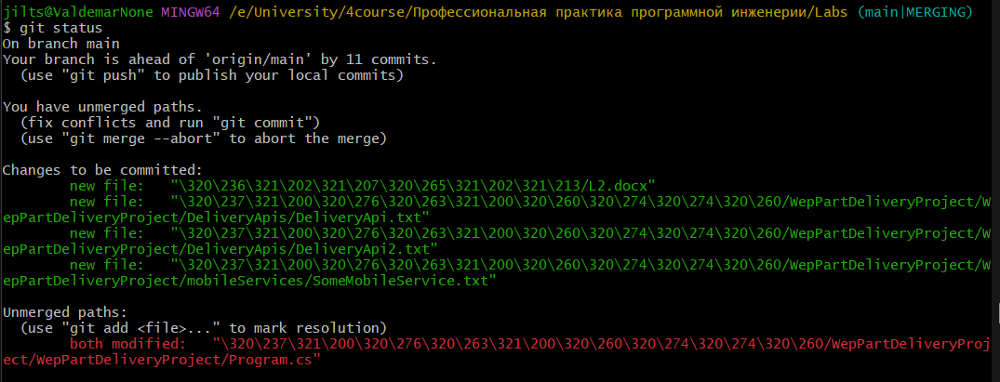 jilts@ValdemarNone MINGW64 /e/University/4course/Профессиональная практика программной инженерии/Labs (main|MERGING)
$ git status
On branch main
Your branch is ahead of 'origin/main' by 11 commits.
  (use "git push" to publish your local commits)

You have unmerged paths.
  (fix conflicts and run "git commit")
  (use "git merge --abort" to abort the merge)

Changes to be committed:
        new file:   "\320\236\321\202\321\207\320\265\321\202\321\213/L2.docx"
        new file:   "\320\237\321\200\320\276\320\263\321\200\320\260\320\274\320\274\320\260/WepPartDeliveryProject/W
epPartDeliveryProject/DeliveryApis/DeliveryApi.txt"
        new file:   "\320\237\321\200\320\276\320\263\321\200\320\260\320\274\320\274\320\260/WepPartDeliveryProject/W
epPartDeliveryProject/DeliveryApis/DeliveryApi2.txt"
        new file:   "\320\237\321\200\320\276\320\263\321\200\320\260\320\274\320\274\320\260/WepPartDeliveryProject/W
epPartDeliveryProject/mobileServices/SomeMobileService.txt"

Unmerged paths:
  (use "git add <file>..." to mark resolution)
        both modified:   "\320\237\321\200\320\276\320\263\321\200\320\260\320\274\320\274\320\260/WepPartDeliveryProj
ect/WepPartDeliveryProject/Program.cs"